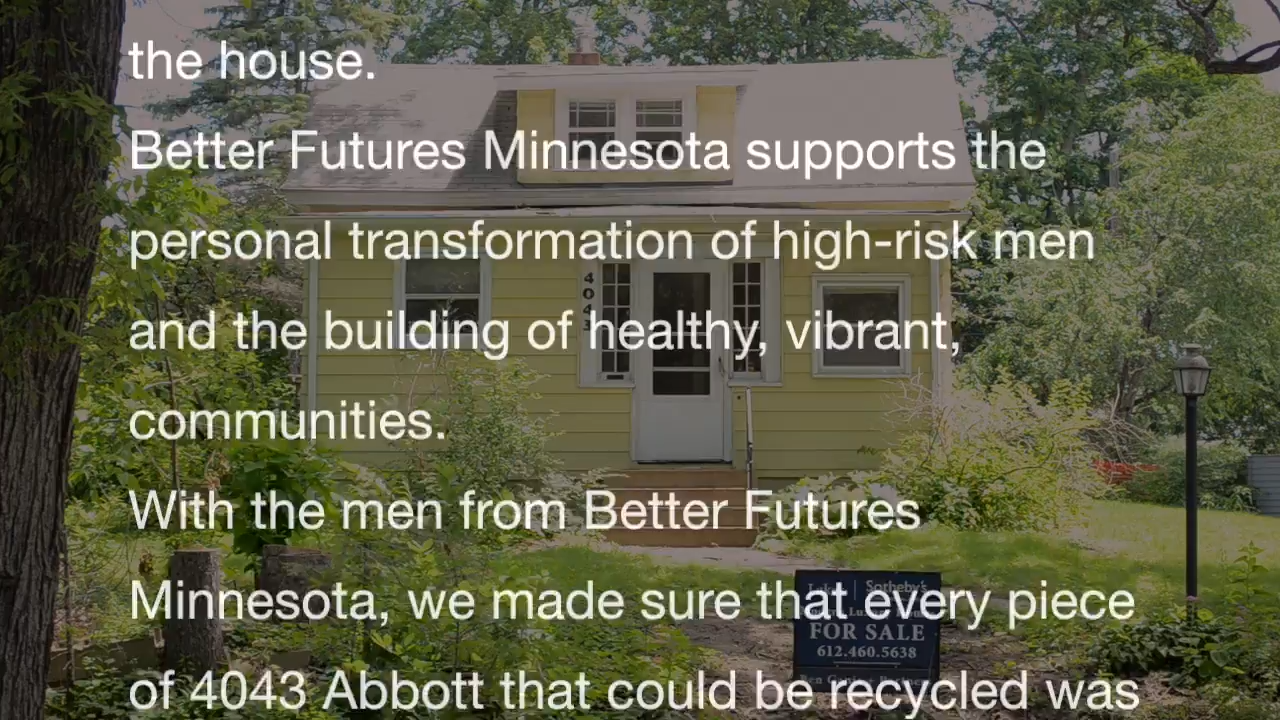 the house.
Better Futures Minnesota supports the
personal transformation of high-risk men
and the building of healthy, vibrant,
communities.
With the men from Better Futures
Minnesota, we made sure that every piece
of 4043 Abbott that could be recycled was
4043
Sotheby's
FOR SALE
612.460.5638